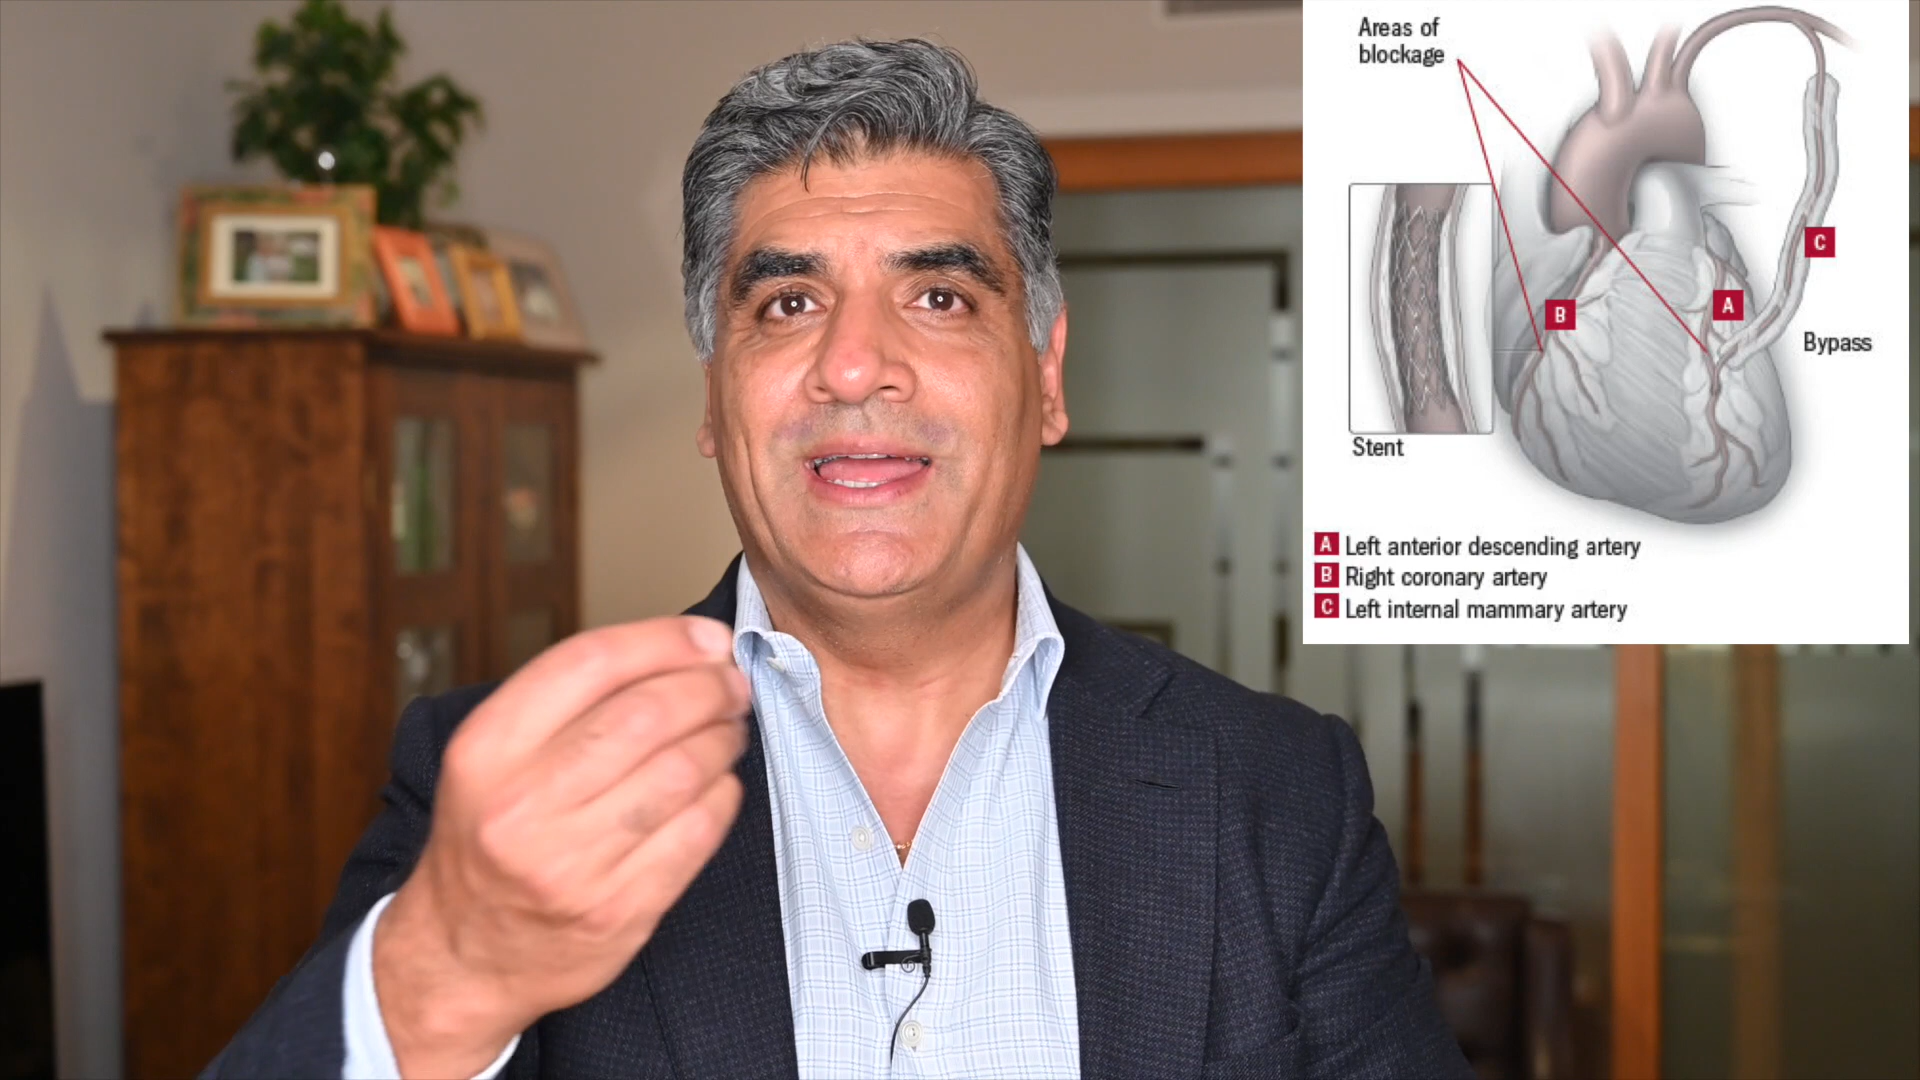 Areas of
blockage
C
A
B
Bypass
Stent
A Left anterior descending artery
B Right coronary artery
C Left internal mammary artery